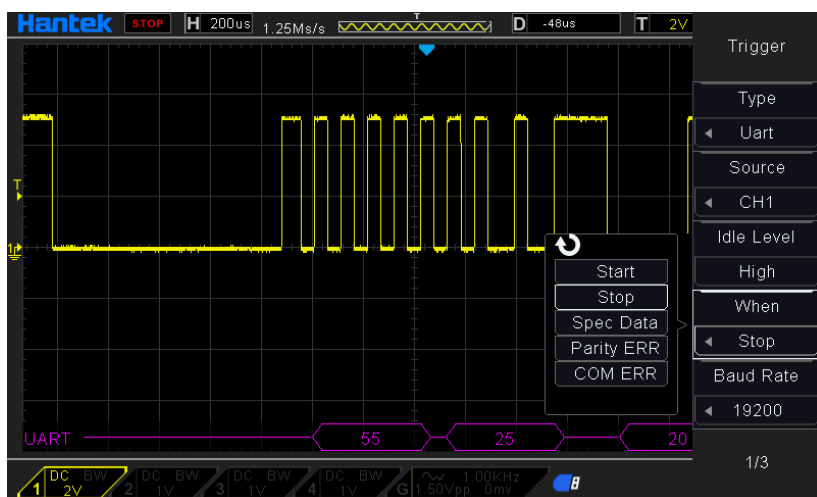 Hantek STOP H 200us 1.25Ms/s T D -48us T 2V
Trigger
Type
Uart
Source
CH1
Idle Level
High
When
Stop
Baud Rate
19200
1/3
T
1
Start
Stop
Spec Data
Parity ERR
COM ERR
UART 55 25 20
1 DC BW 2V 2 DC BW 1V 3 DC BW 1V 4 DC BW 1V G 1.00KHz 1.50Vpp 0mv